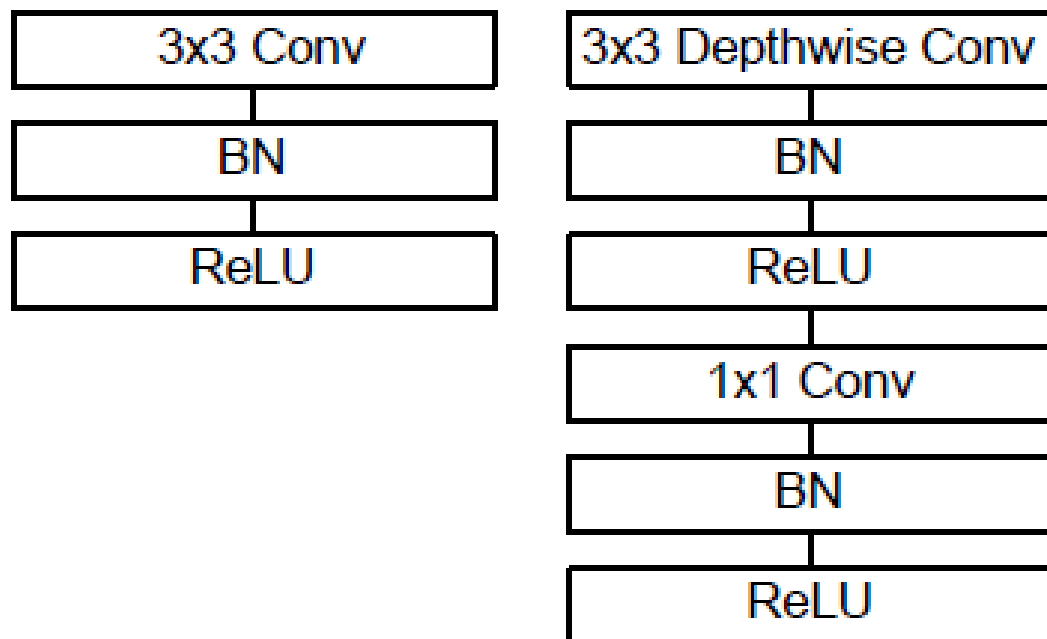 3x3 Conv
BN
ReLU
3x3 Depthwise Conv
BN
ReLU
1x1 Conv
BN
ReLU